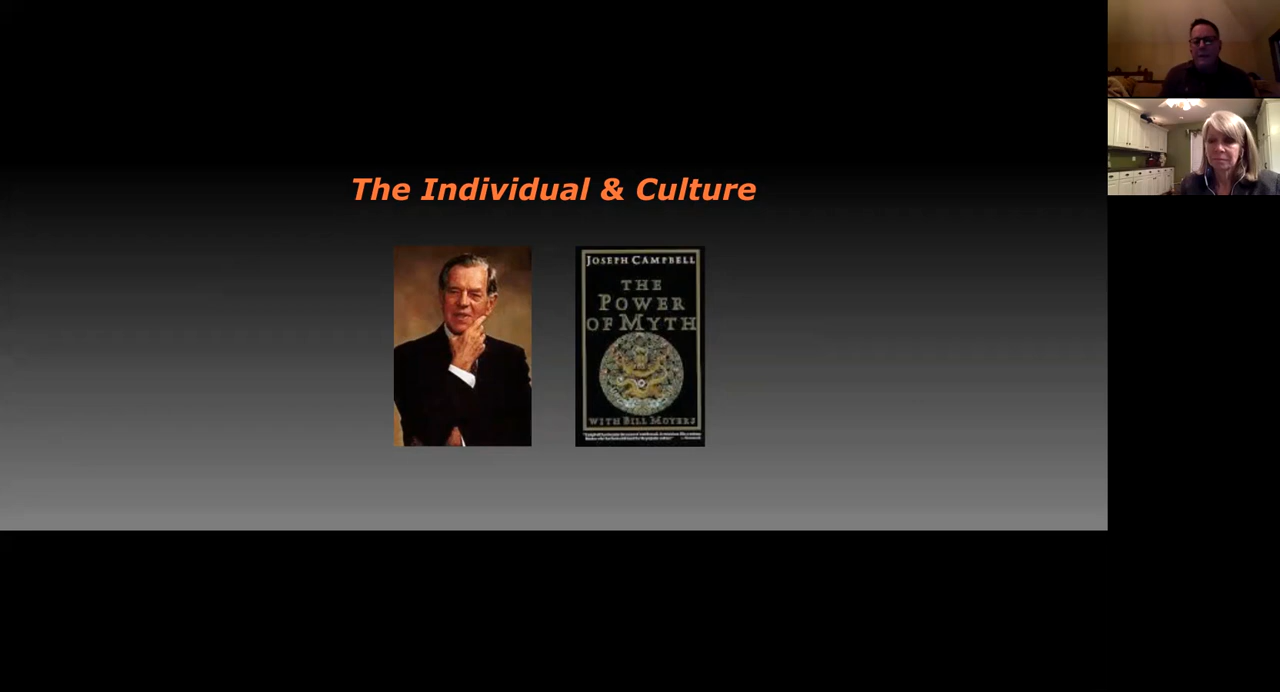 The Individual & Culture
JOSEPH CAMPBELL
THE
POWER
OF MYTH
WITH BILL MOYERS